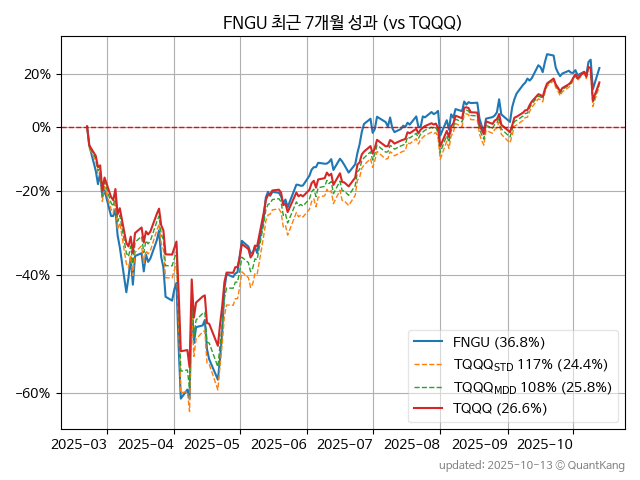 FNGU 최근 7개월 성과 (vs TQQQ)
20%
0%
−20%
−40%
−60%
FNGU (36.8%)
TQQQSTD 117% (24.4%)
TQQQMDD 108% (25.8%)
TQQQ (26.6%)
2025-03 2025-04 2025-05 2025-06 2025-07 2025-08 2025-09 2025-10
updated: 2025-10-13 © QuantKang